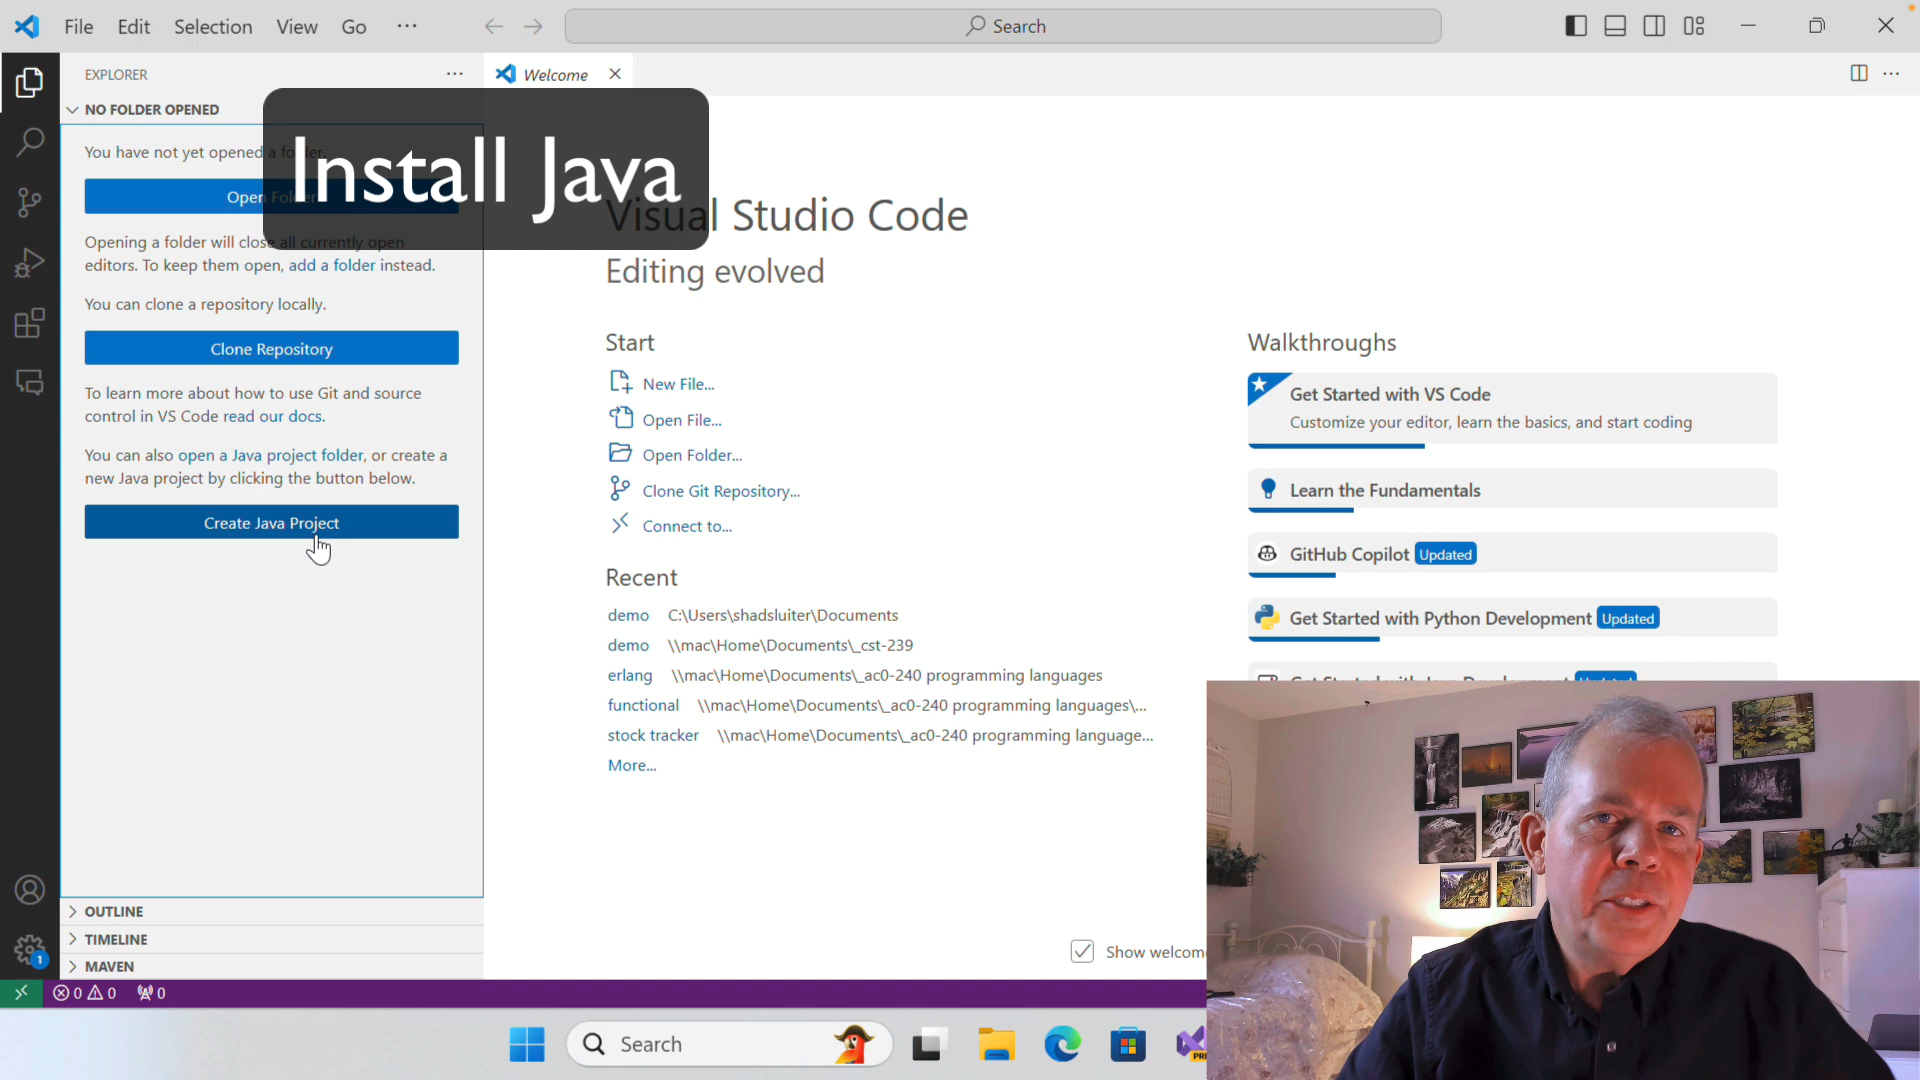 File Edit Selection View Go ···
Search
EXPLORER ···
Welcome
NO FOLDER OPENED
Install Java
You have not yet opened a folder.
Open Folder
Opening a folder will close all currently open
editors. To keep them open, add a folder instead.
You can clone a repository locally.
Clone Repository
To learn more about how to use Git and source
control in VS Code read our docs.
You can also open a Java project folder, or create a
new Java project by clicking the button below.
Create Java Project
OUTLINE
TIMELINE
MAVEN
Visual Studio Code
Editing evolved
Start
New File...
Open File...
Open Folder...
Clone Git Repository...
Connect to...
Recent
demo C:\Users\shadsluiter\Documents
demo \\mac\Home\Documents\_cst-239
erlang \\mac\Home\Documents\_ac0-240 programming languages
functional \\mac\Home\Documents\_ac0-240 programming languages\...
stock tracker \\mac\Home\Documents\_ac0-240 programming language...
More...
Walkthroughs
Get Started with VS Code
Customize your editor, learn the basics, and start coding
Learn the Fundamentals
GitHub Copilot Updated
Get Started with Python Development Updated
Show welcom
1
0 0 0
Search